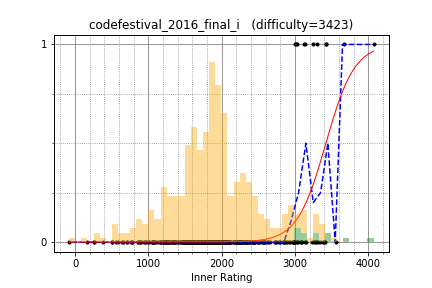 codefestival_2016_final_i (difficulty=3423)
1
0
0 1000 2000 3000 4000
Inner Rating